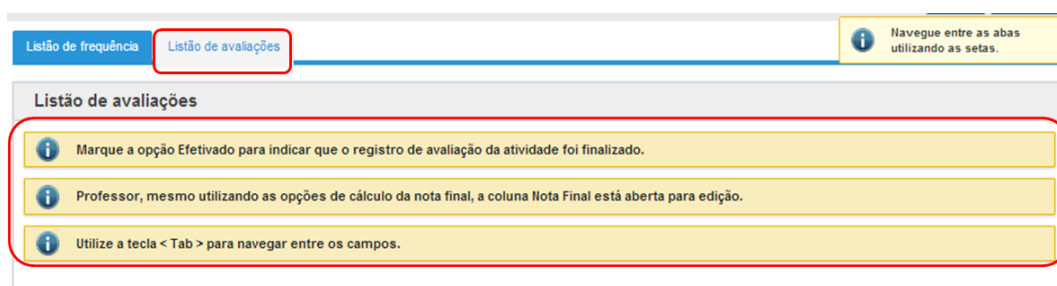 Listão de frequência
Listão de avaliações
Navegue entre as abas
utilizando as setas.
Listão de avaliações
Marque a opção Efetivado para indicar que o registro de avaliação da atividade foi finalizado.
Professor, mesmo utilizando as opções de cálculo da nota final, a coluna Nota Final está aberta para edição.
Utilize a tecla < Tab > para navegar entre os campos.